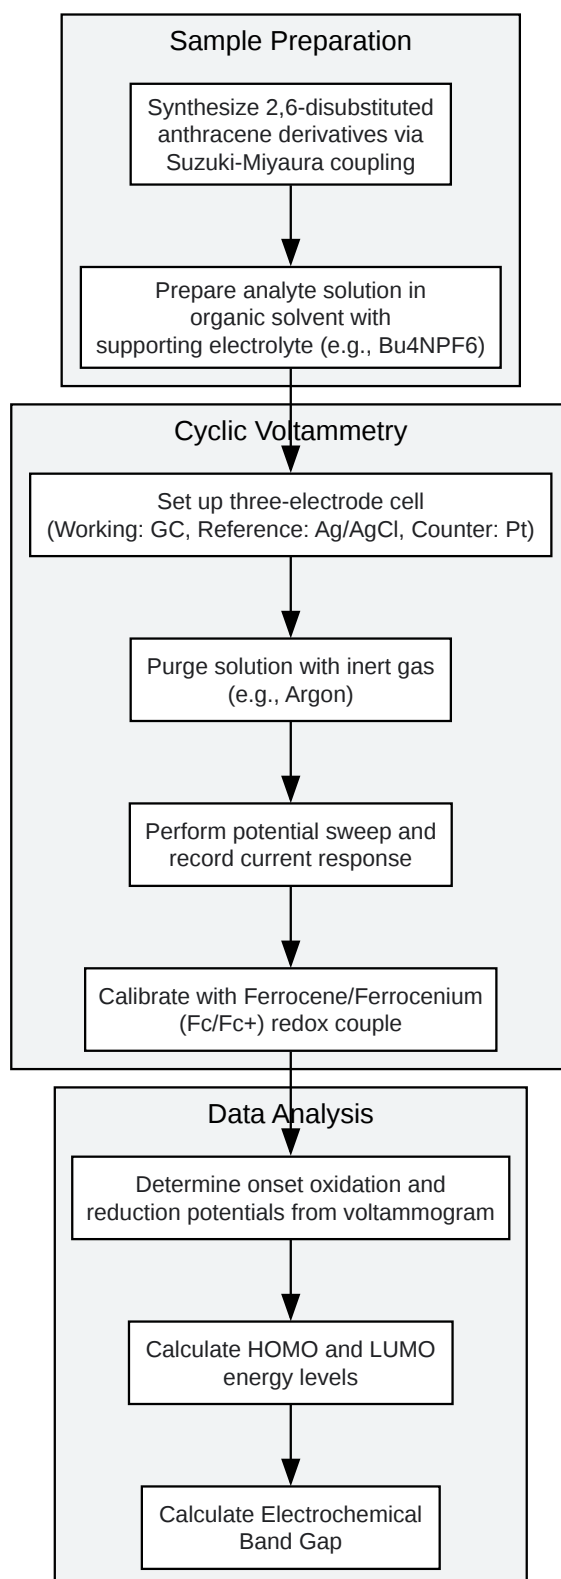 Sample Preparation
Synthesize 2,6-disubstituted
anthracene derivatives via
Suzuki-Miyaura coupling
Prepare analyte solution in
organic solvent with
supporting electrolyte (e.g., Bu4NPF6)
Cyclic Voltammetry
Set up three-electrode cell
(Working: GC, Reference: Ag/AgCl, Counter: Pt)
Purge solution with inert gas
(e.g., Argon)
Perform potential sweep and
record current response
Calibrate with Ferrocene/Ferrocenium
(Fc/Fc+) redox couple
Data Analysis
Determine onset oxidation and
reduction potentials from voltammogram
Calculate HOMO and LUMO
energy levels
Calculate Electrochemical
Band Gap